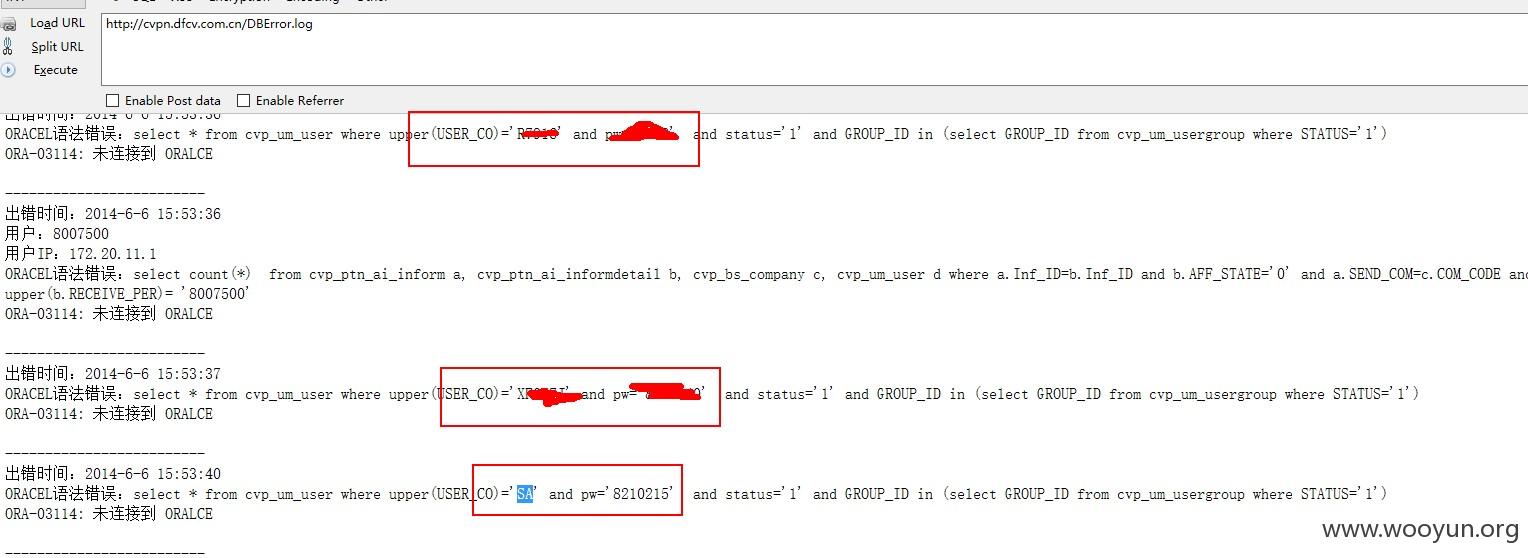 Load URL
http://cvpn.dfcv.com.cn/DBError.log
Split URL
Execute
Enable Post data Enable Referrer
出错时间：2014-6-6 15:53:36
ORACEL语法错误：select * from cvp_um_user where upper(USER_CO)=' ' and status='1' and GROUP_ID in (select GROUP_ID from cvp_um_usergroup where STATUS='1')
ORA-03114: 未连接到 ORALCE
-------------------------
出错时间：2014-6-6 15:53:36
用户：8007500
用户IP：172.20.11.1
ORACEL语法错误：select count(*) from cvp_ptn_ai_inform a, cvp_ptn_ai_informdetail b, cvp_bs_company c, cvp_um_user d where a.Inf_ID=b.Inf_ID and b.AFF_STATE='0' and a.SEND_COM=c.COM_CODE and
upper(b.RECEIVE_PER)= '8007500'
ORA-03114: 未连接到 ORALCE
-------------------------
出错时间：2014-6-6 15:53:37
ORACEL语法错误：select * from cvp_um_user where upper(USER_CO)=' and pw= ' and status='1' and GROUP_ID in (select GROUP_ID from cvp_um_usergroup where STATUS='1')
ORA-03114: 未连接到 ORALCE
-------------------------
出错时间：2014-6-6 15:53:40
ORACEL语法错误：select * from cvp_um_user where upper(USER_CO)='SA' and pw='8210215' and status='1' and GROUP_ID in (select GROUP_ID from cvp_um_usergroup where STATUS='1')
ORA-03114: 未连接到 ORALCE
-------------------------
www.wooyun.org